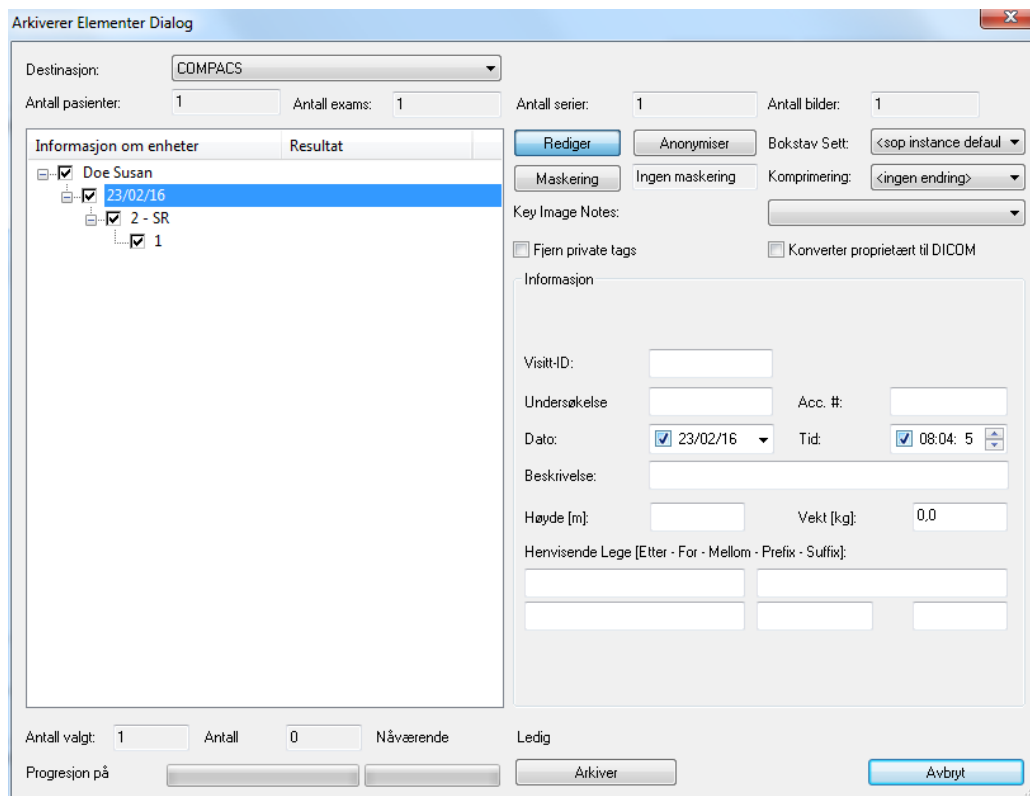 Arkiverer Elementer Dialog
Destinasjon: COMPACS
Antall pasienter: 1 Antall exams: 1 Antall serier: 1 Antall bilder: 1
Informasjon om enheter Resultat
Doe Susan
23/02/16
2 - SR
1
Rediger Anonymiser Bokstav Sett: <sop instance defaul
Maskering Ingen maskering Komprimering: <ingen endring>
Key Image Notes:
Fjern private tags Konverter proprietært til DICOM
Informasjon
Visitt-ID:
Undersøkelse Acc. #:
Dato: 23/02/16 Tid: 08:04: 5
Beskrivelse:
Høyde [m]: Vekt [kg]: 0,0
Henvisende Lege [Etter - For - Mellom - Prefix - Suffix]:
Antall valgt: 1 Antall 0 Nåværende Ledig
Progresjon på Arkiver Avbryt